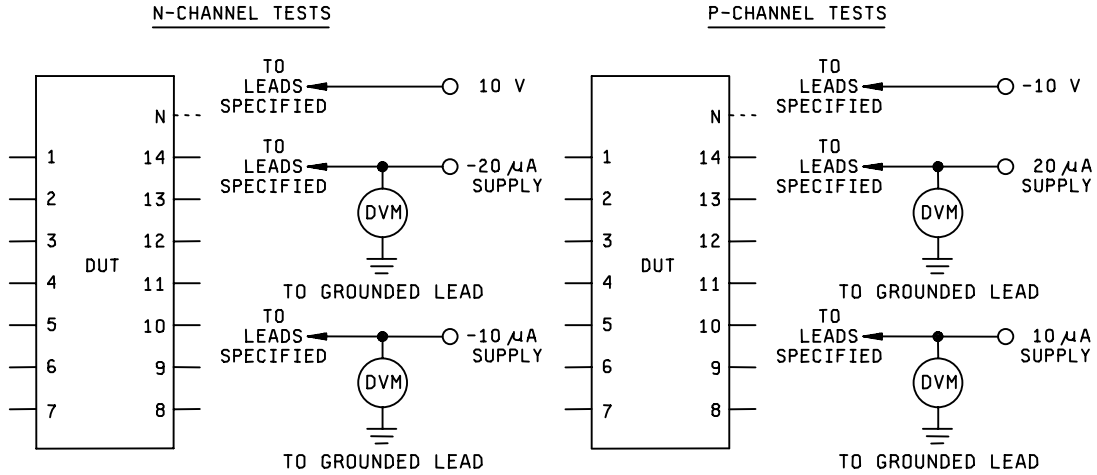 N-CHANNEL TESTS
TO
LEADS
SPECIFIED
10 V
TO
LEADS
SPECIFIED
-20 μA
SUPPLY
DVM
TO GROUNDED LEAD
TO
LEADS
SPECIFIED
-10 μA
SUPPLY
DVM
TO GROUNDED LEAD
DUT
N
1
2
3
4
5
6
7
14
13
12
11
10
9
8
P-CHANNEL TESTS
TO
LEADS
SPECIFIED
-10 V
TO
LEADS
SPECIFIED
20 μA
SUPPLY
DVM
TO GROUNDED LEAD
TO
LEADS
SPECIFIED
10 μA
SUPPLY
DVM
TO GROUNDED LEAD
DUT
N
1
2
3
4
5
6
7
14
13
12
11
10
9
8